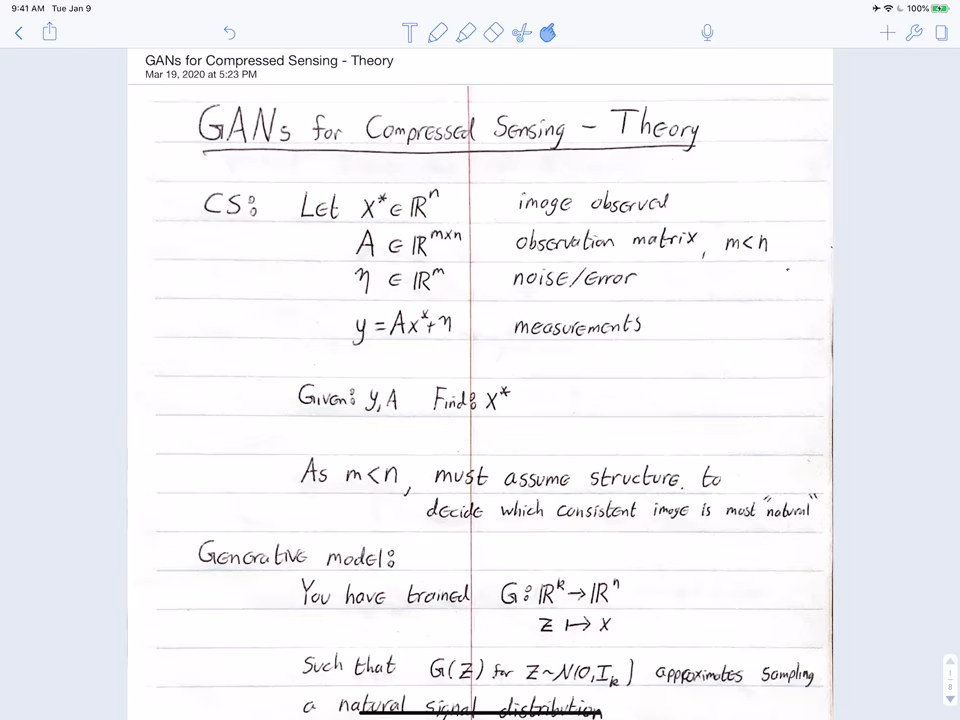 9:41 AM Tue Jan 9
100%
T
GANs for Compressed Sensing - Theory
Mar 19, 2020 at 5:23 PM
GANs for Compressed Sensing - Theory
CS: Let x* ∈ ℝⁿ image observed
A ∈ ℝᵐˣⁿ observation matrix, m<n
η ∈ ℝᵐ noise/error
y = Ax*+η measurements
Given: y, A Find: x*
As m<n, must assume structure to
decide which consistent image is most "natural"
Generative model:
You have trained G: ℝᵏ → ℝⁿ
z ↦ x
Such that G(z) for z~N(0,Iₖ) approximates sampling
a natural signal distribution